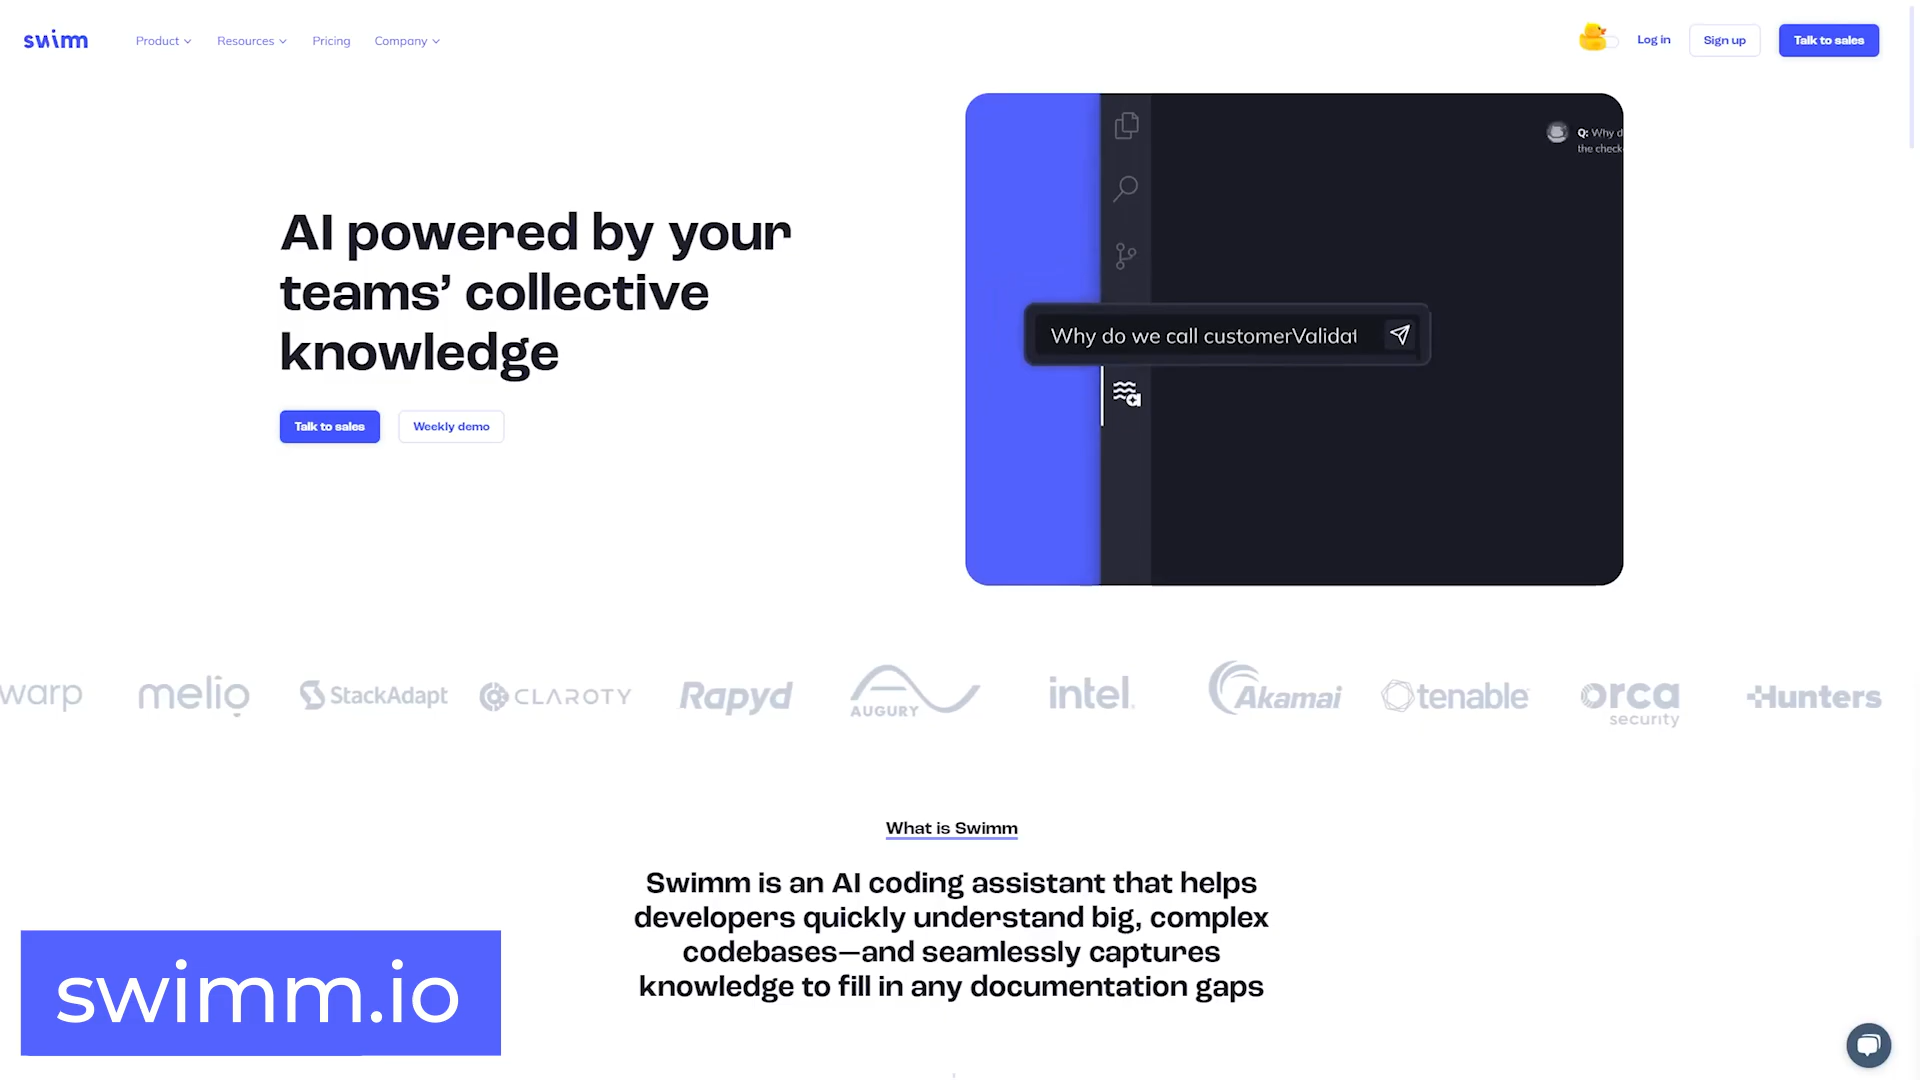 swimm
Product
Resources
Pricing
Company
Log in
Sign up
Talk to sales
AI powered by your
teams’ collective
knowledge
Talk to sales
Weekly demo
Q: Why d
the check
Why do we call customerValidat
warp
melio
StackAdapt
CLAROTY
Rapyd
AUGURY
intel.
Akamai
tenable
orca
security
Hunters
What is Swimm
Swimm is an AI coding assistant that helps
developers quickly understand big, complex
codebases—and seamlessly captures
knowledge to fill in any documentation gaps
swimm.io